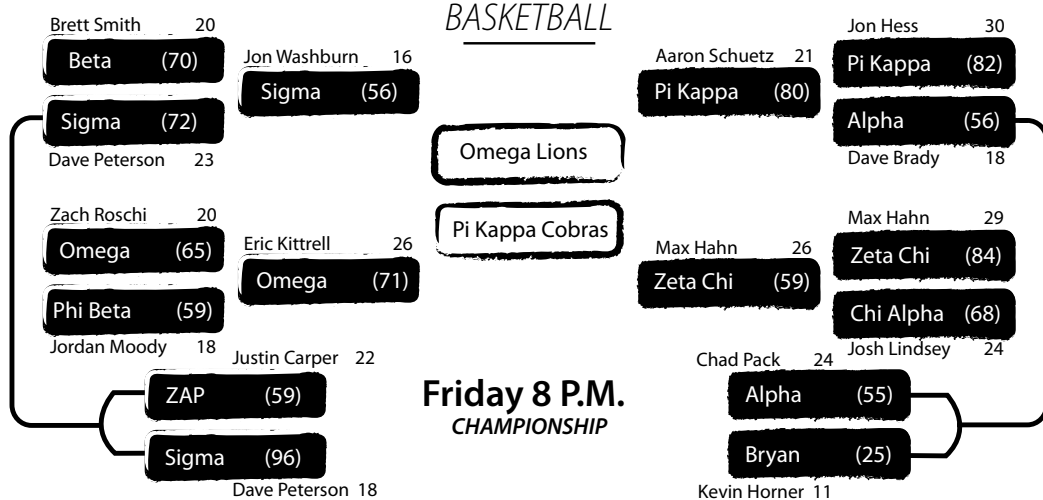 BASKETBALL
Brett Smith 20
Beta (70)
Sigma (72)
Dave Peterson 23
Jon Washburn 16
Sigma (56)
Zach Roschi 20
Omega (65)
Phi Beta (59)
Jordan Moody 18
Eric Kittrell 26
Omega (71)
Justin Carper 22
ZAP (59)
Sigma (96)
Dave Peterson 18
Omega Lions
Pi Kappa Cobras
Friday 8 P.M.
CHAMPIONSHIP
Aaron Schuetz 21
Pi Kappa (80)
Jon Hess 30
Pi Kappa (82)
Alpha (56)
Dave Brady 18
Max Hahn 26
Zeta Chi (59)
Max Hahn 29
Zeta Chi (84)
Chi Alpha (68)
Josh Lindsey 24
Chad Pack 24
Alpha (55)
Bryan (25)
Kevin Horner 11